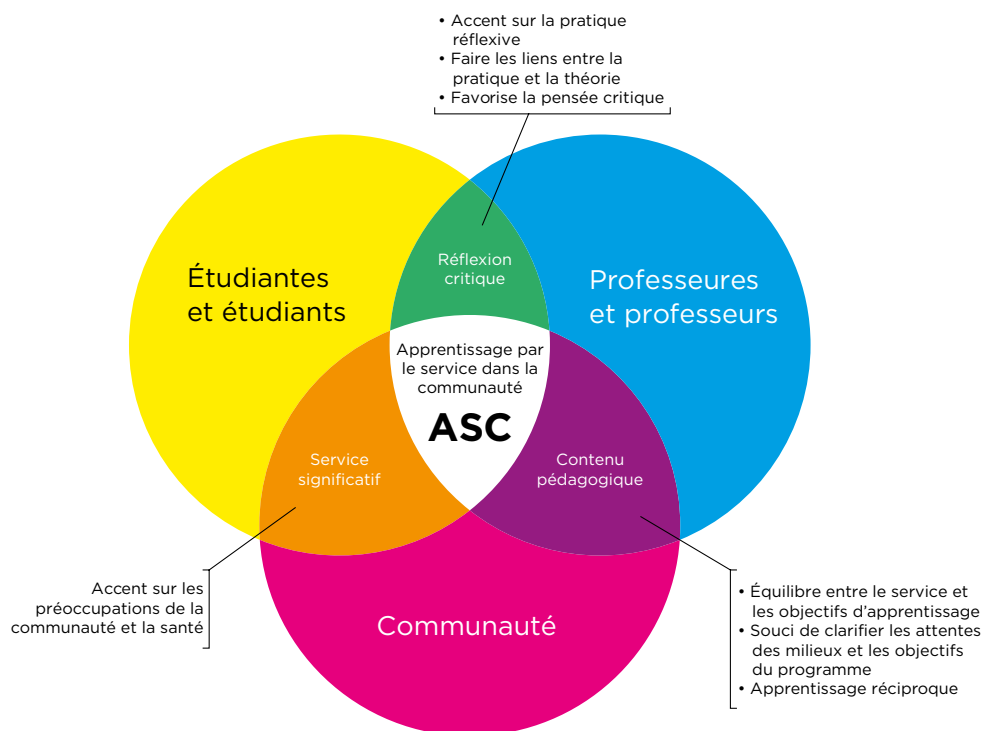 • Accent sur la pratique
réflexive
• Faire les liens entre la
pratique et la théorie
• Favorise la pensée critique
Étudiantes
et étudiants
Réflexion
critique
Professeures
et professeurs
Apprentissage par
le service dans la
communauté
ASC
Service
significatif
Contenu
pédagogique
Communauté
Accent sur les
préoccupations de la
communauté et la santé
• Équilibre entre le service et
les objectifs d'apprentissage
• Souci de clarifier les attentes
des milieux et les objectifs
du programme
• Apprentissage réciproque